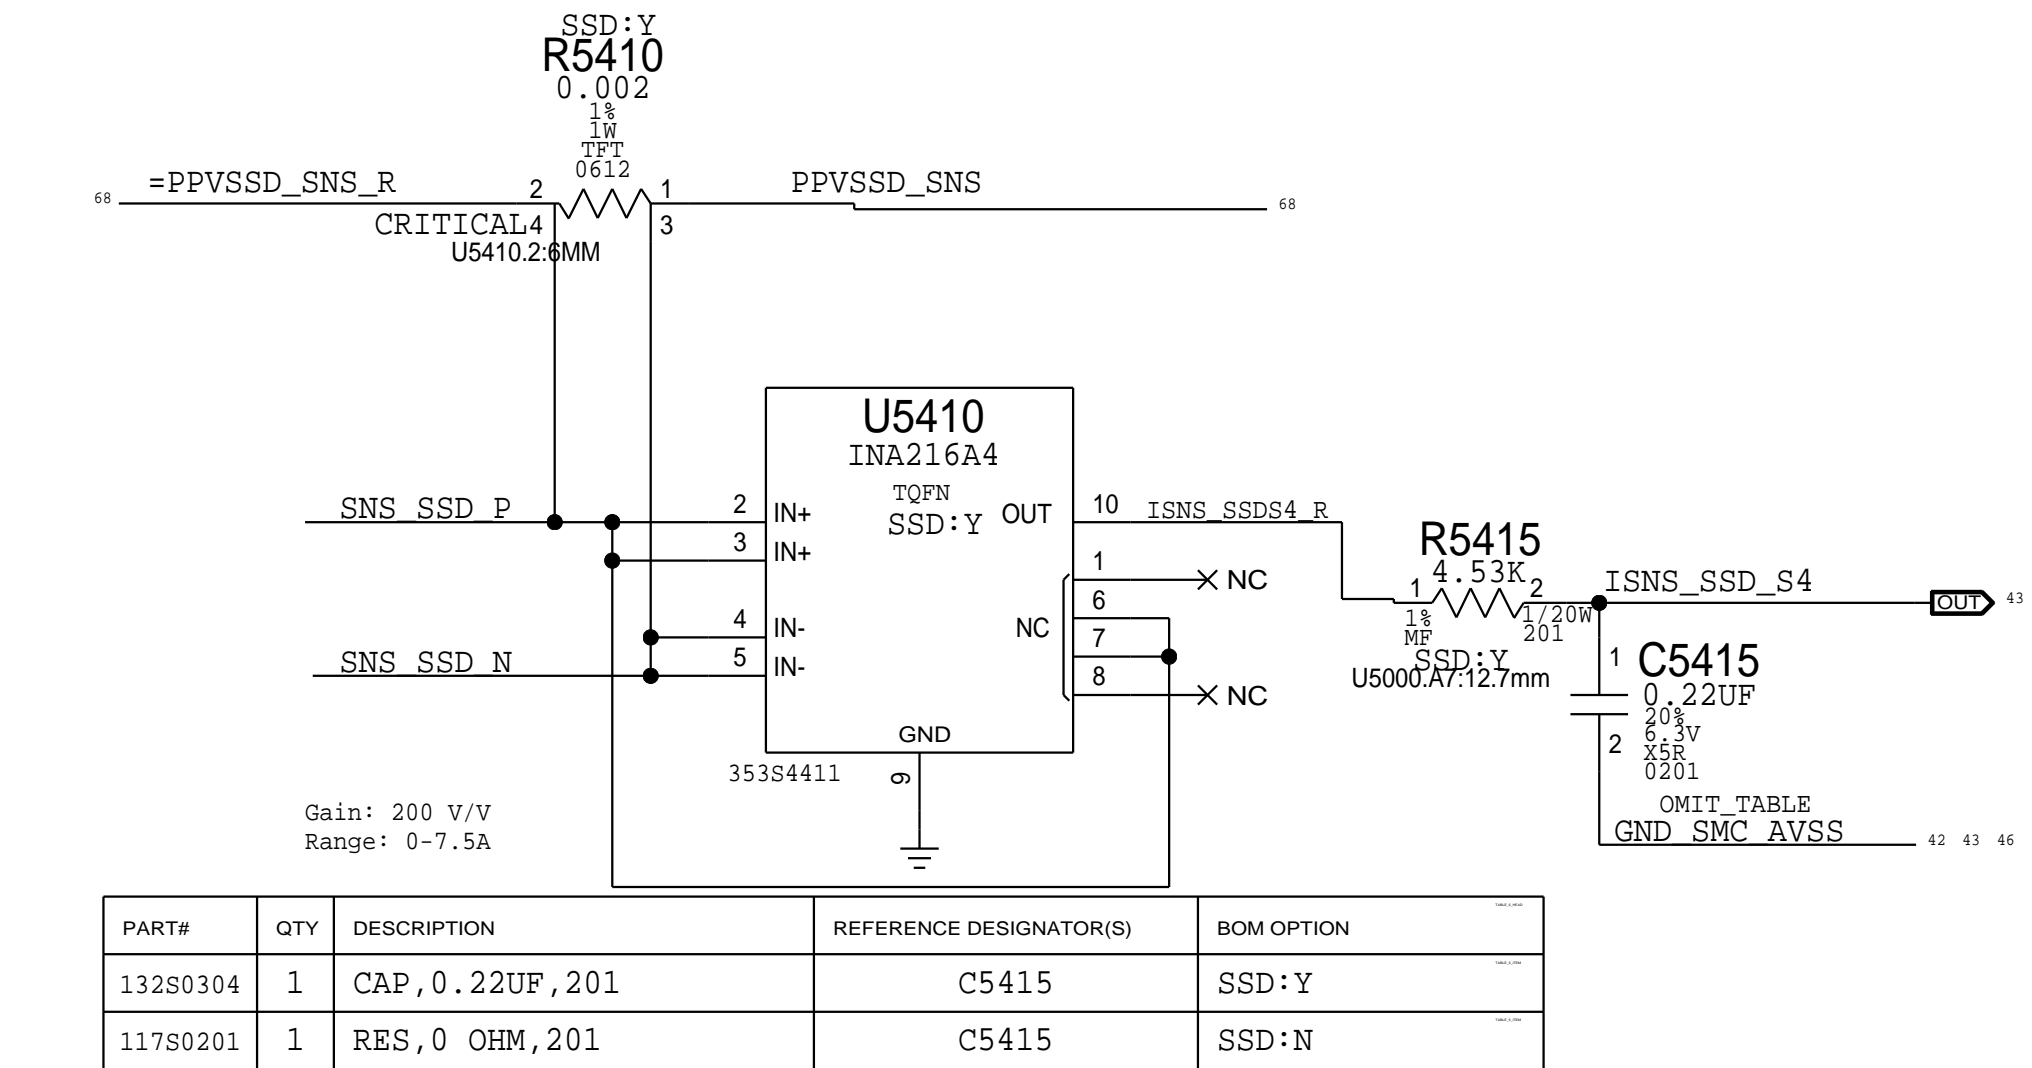 SSD:Y
R5410
0.002
1%
1W
TFT
0612
68 =PPVSSD_SNS_R 2 1 PPVSSD_SNS 68
CRITICAL 4 3
U5410.2:6MM
U5410
INA216A4
TQFN
SSD:Y
SNS_SSD_P 2 IN+ OUT 10 ISNS_SSDS4_R
3 IN+
1 NC
6
SNS_SSD_N 4 IN- NC 7
5 IN- 8 NC
GND
353S4411 9
R5415
4.53K
1 2
1% 1/20W
MF 201
SSD:Y
U5000.A7:12.7mm
ISNS_SSD_S4 OUT 43
1 C5415
0.22UF
20%
2 6.3V
X5R
0201
OMIT_TABLE
GND_SMC_AVSS 42 43 46
Gain: 200 V/V
Range: 0-7.5A
PART# QTY DESCRIPTION REFERENCE DESIGNATOR(S) BOM OPTION
132S0304 1 CAP,0.22UF,201 C5415 SSD:Y
117S0201 1 RES,0 OHM,201 C5415 SSD:N